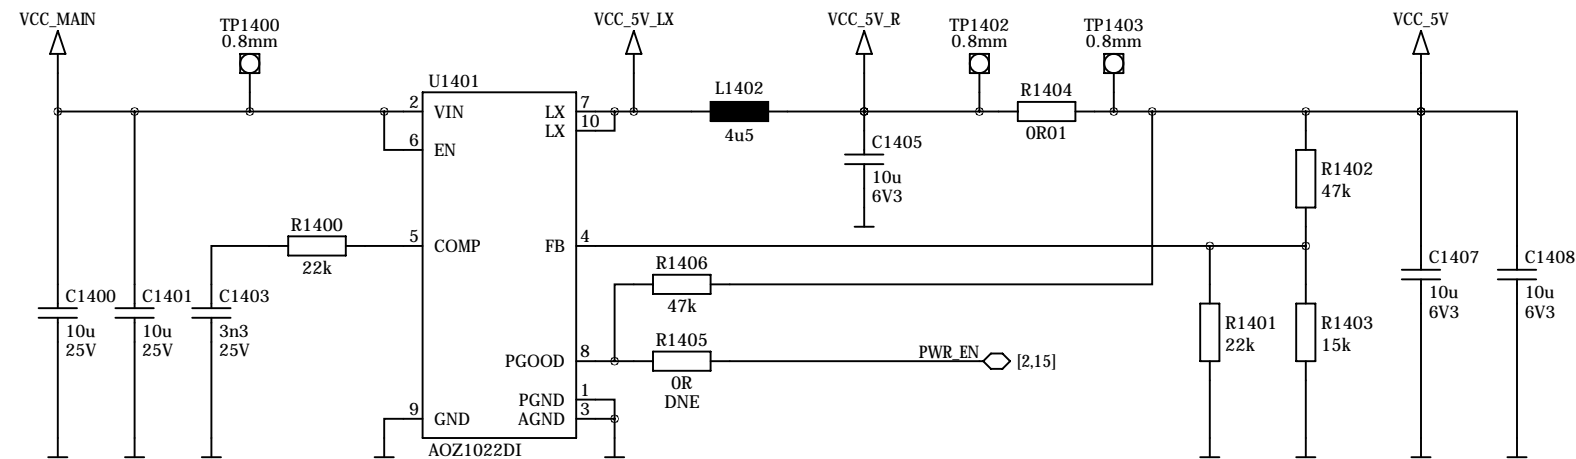 VCC_MAIN
TP1400
0.8mm
VCC_5V_LX
VCC_5V_R
TP1402
0.8mm
TP1403
0.8mm
VCC_5V
U1401
2
VIN
6
EN
5
COMP
9
GND
LX
7
LX
10
FB
4
PGOOD
8
PGND
1
AGND
3
AOZ1022DI
L1402
4u5
R1404
0R01
C1405
10u
6V3
R1402
47k
R1400
22k
R1406
47k
R1405
0R
DNE
PWR_EN
[2,15]
C1400
10u
25V
C1401
10u
25V
C1403
3n3
25V
R1401
22k
R1403
15k
C1407
10u
6V3
C1408
10u
6V3